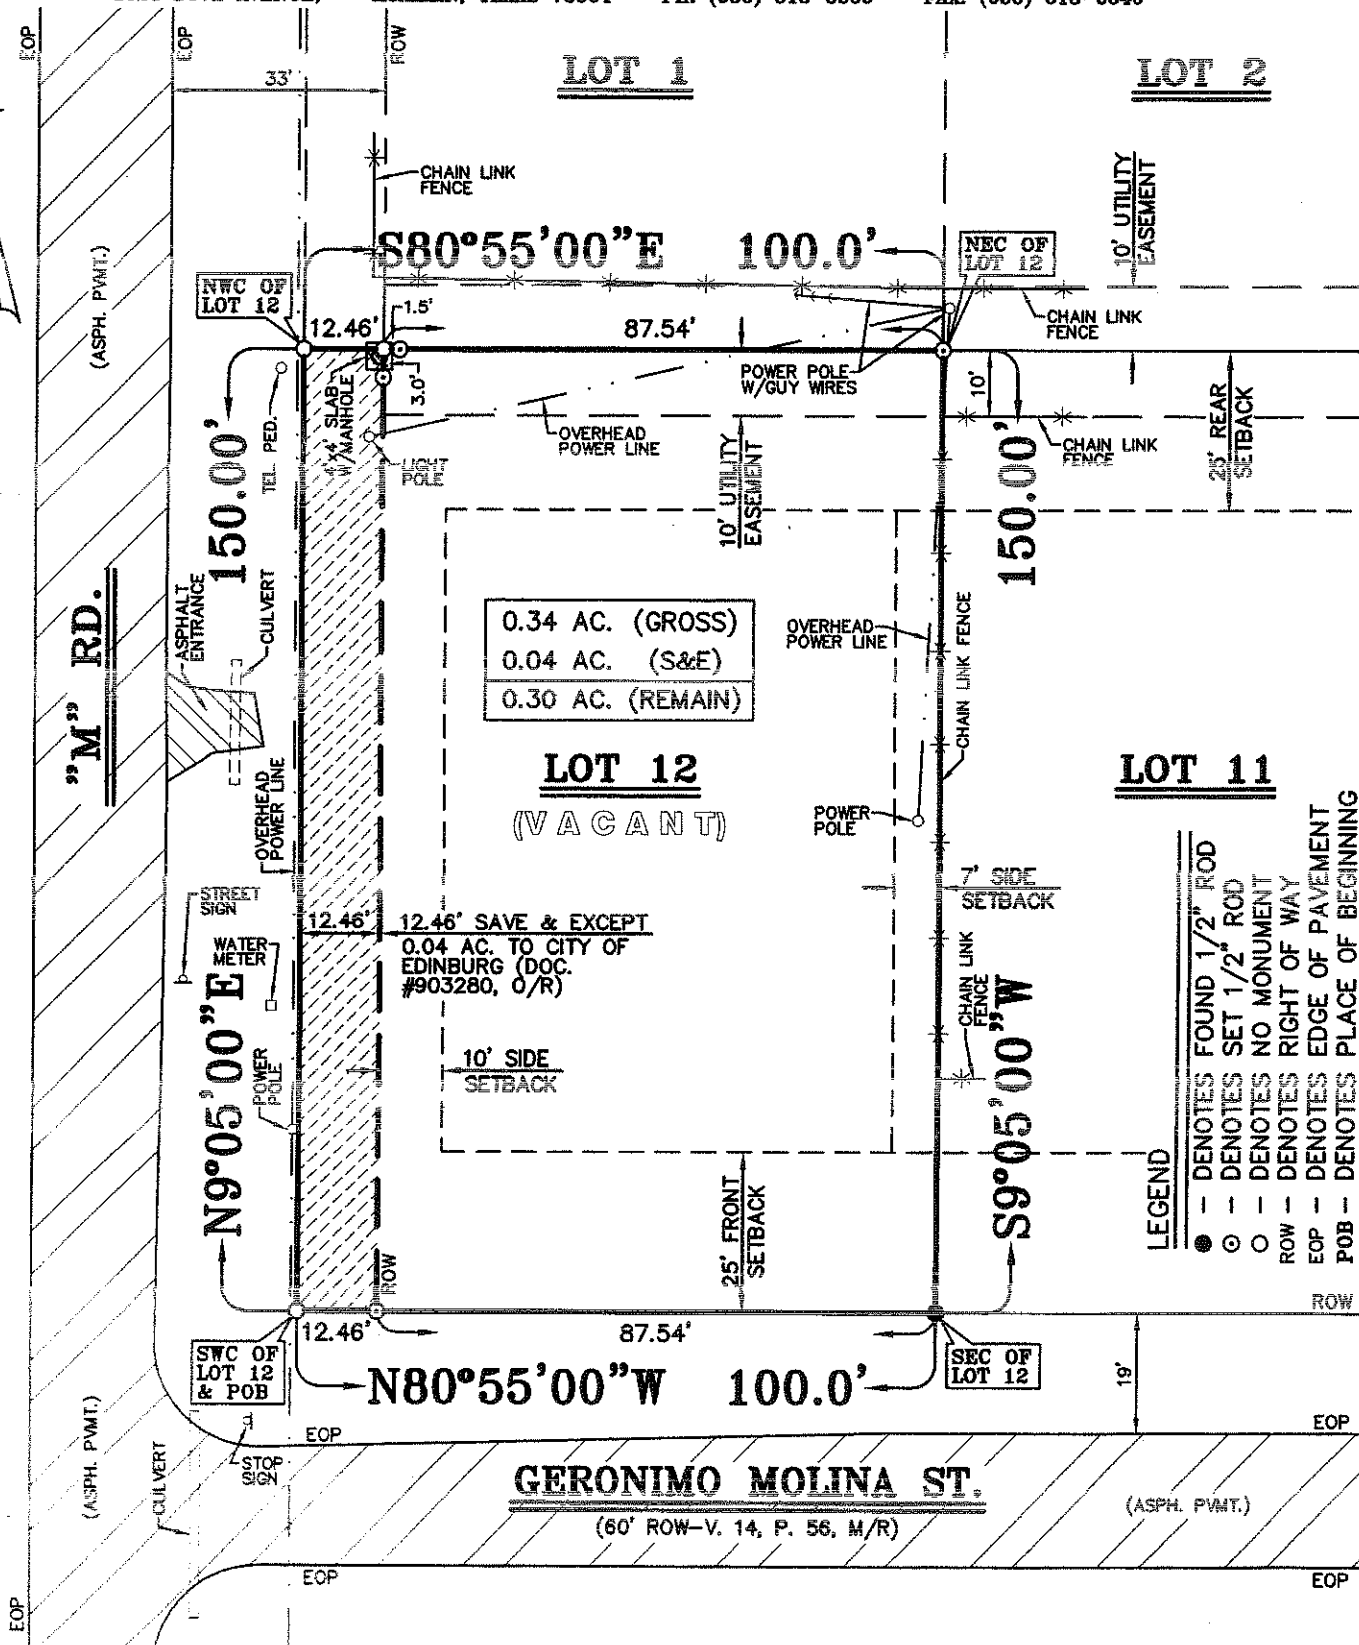 EOP
EOP
ROW
33'
LOT 1
LOT 2
CHAIN LINK
FENCE
10' UTILITY
EASEMENT
(ASPH. PVMT.)
S80°55'00"E 100.0'
NWC OF
LOT 12
NEC OF
LOT 12
1.5'
12.46'
87.54'
CHAIN LINK
FENCE
3.0'
POWER POLE
W/GUY WIRES
10'
TEL. PED.
SLAB
W/MANHOLE
150.00'
OVERHEAD
POWER LINE
LIGHT
POLE
10' UTILITY
EASEMENT
CHAIN LINK
FENCE
150.00'
25' REAR
SETBACK
"M" RD.
ASPHALT
ENTRANCE
CULVERT
0.34 AC. (GROSS)
0.04 AC. (S&E)
0.30 AC. (REMAIN)
OVERHEAD
POWER LINE
CHAIN LINK FENCE
LOT 12
(VACANT)
LOT 11
OVERHEAD
POWER LINE
POWER
POLE
STREET
SIGN
WATER
METER
12.46'
12.46' SAVE & EXCEPT
0.04 AC. TO CITY OF
EDINBURG (DOC.
#903280, O/R)
7' SIDE
SETBACK
CHAIN LINK
FENCE
N9°05'00"E
POWER
POLE
10' SIDE
SETBACK
S9°05'00"W
LEGEND
● - DENOTES FOUND 1/2" ROD
⊙ - DENOTES SET 1/2" ROD
○ - DENOTES NO MONUMENT
ROW - DENOTES RIGHT OF WAY
EOP - DENOTES EDGE OF PAVEMENT
POB - DENOTES PLACE OF BEGINNING
25' FRONT
SETBACK
ROW
ROW
12.46'
87.54'
SWC OF
LOT 12
& POB
N80°55'00"W 100.0'
SEC OF
LOT 12
19'
EOP
EOP
(ASPH. PVMT.)
CULVERT
STOP
SIGN
GERONIMO MOLINA ST.
(60' ROW-V. 14, P. 56, M/R)
(ASPH. PVMT.)
EOP
EOP
EOP